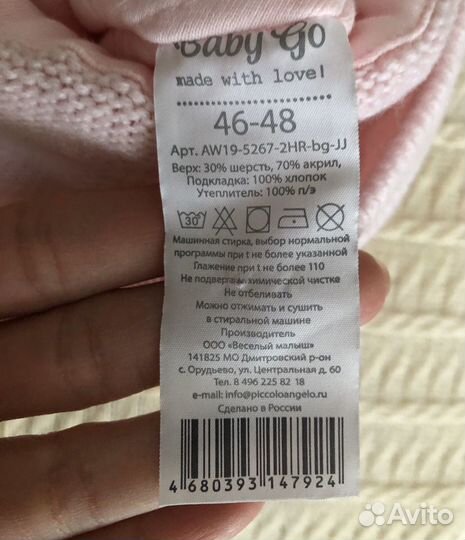 Baby Go
made with love!
46-48
Арт. AW19-5267-2HR-bg-JJ
Верх: 30% шерсть, 70% акрил,
Подкладка: 100% хлопок
Утеплитель: 100% п/э
30°
Машинная стирка, выбор нормальной
программы при t не более указанной
Глажение при t не более 110
Не подвергать химической чистке
Не отбеливать
Можно отжимать и сушить
в стиральной машине
Производитель
ООО «Веселый малыш»
141825 МО Дмитровский р-он
с. Орудьево, ул. Центральная д. 60
Тел. 8 496 225 82 18
e-mail: info@piccoloangelo.ru
Сделано в России
4 680393 147924
Avito